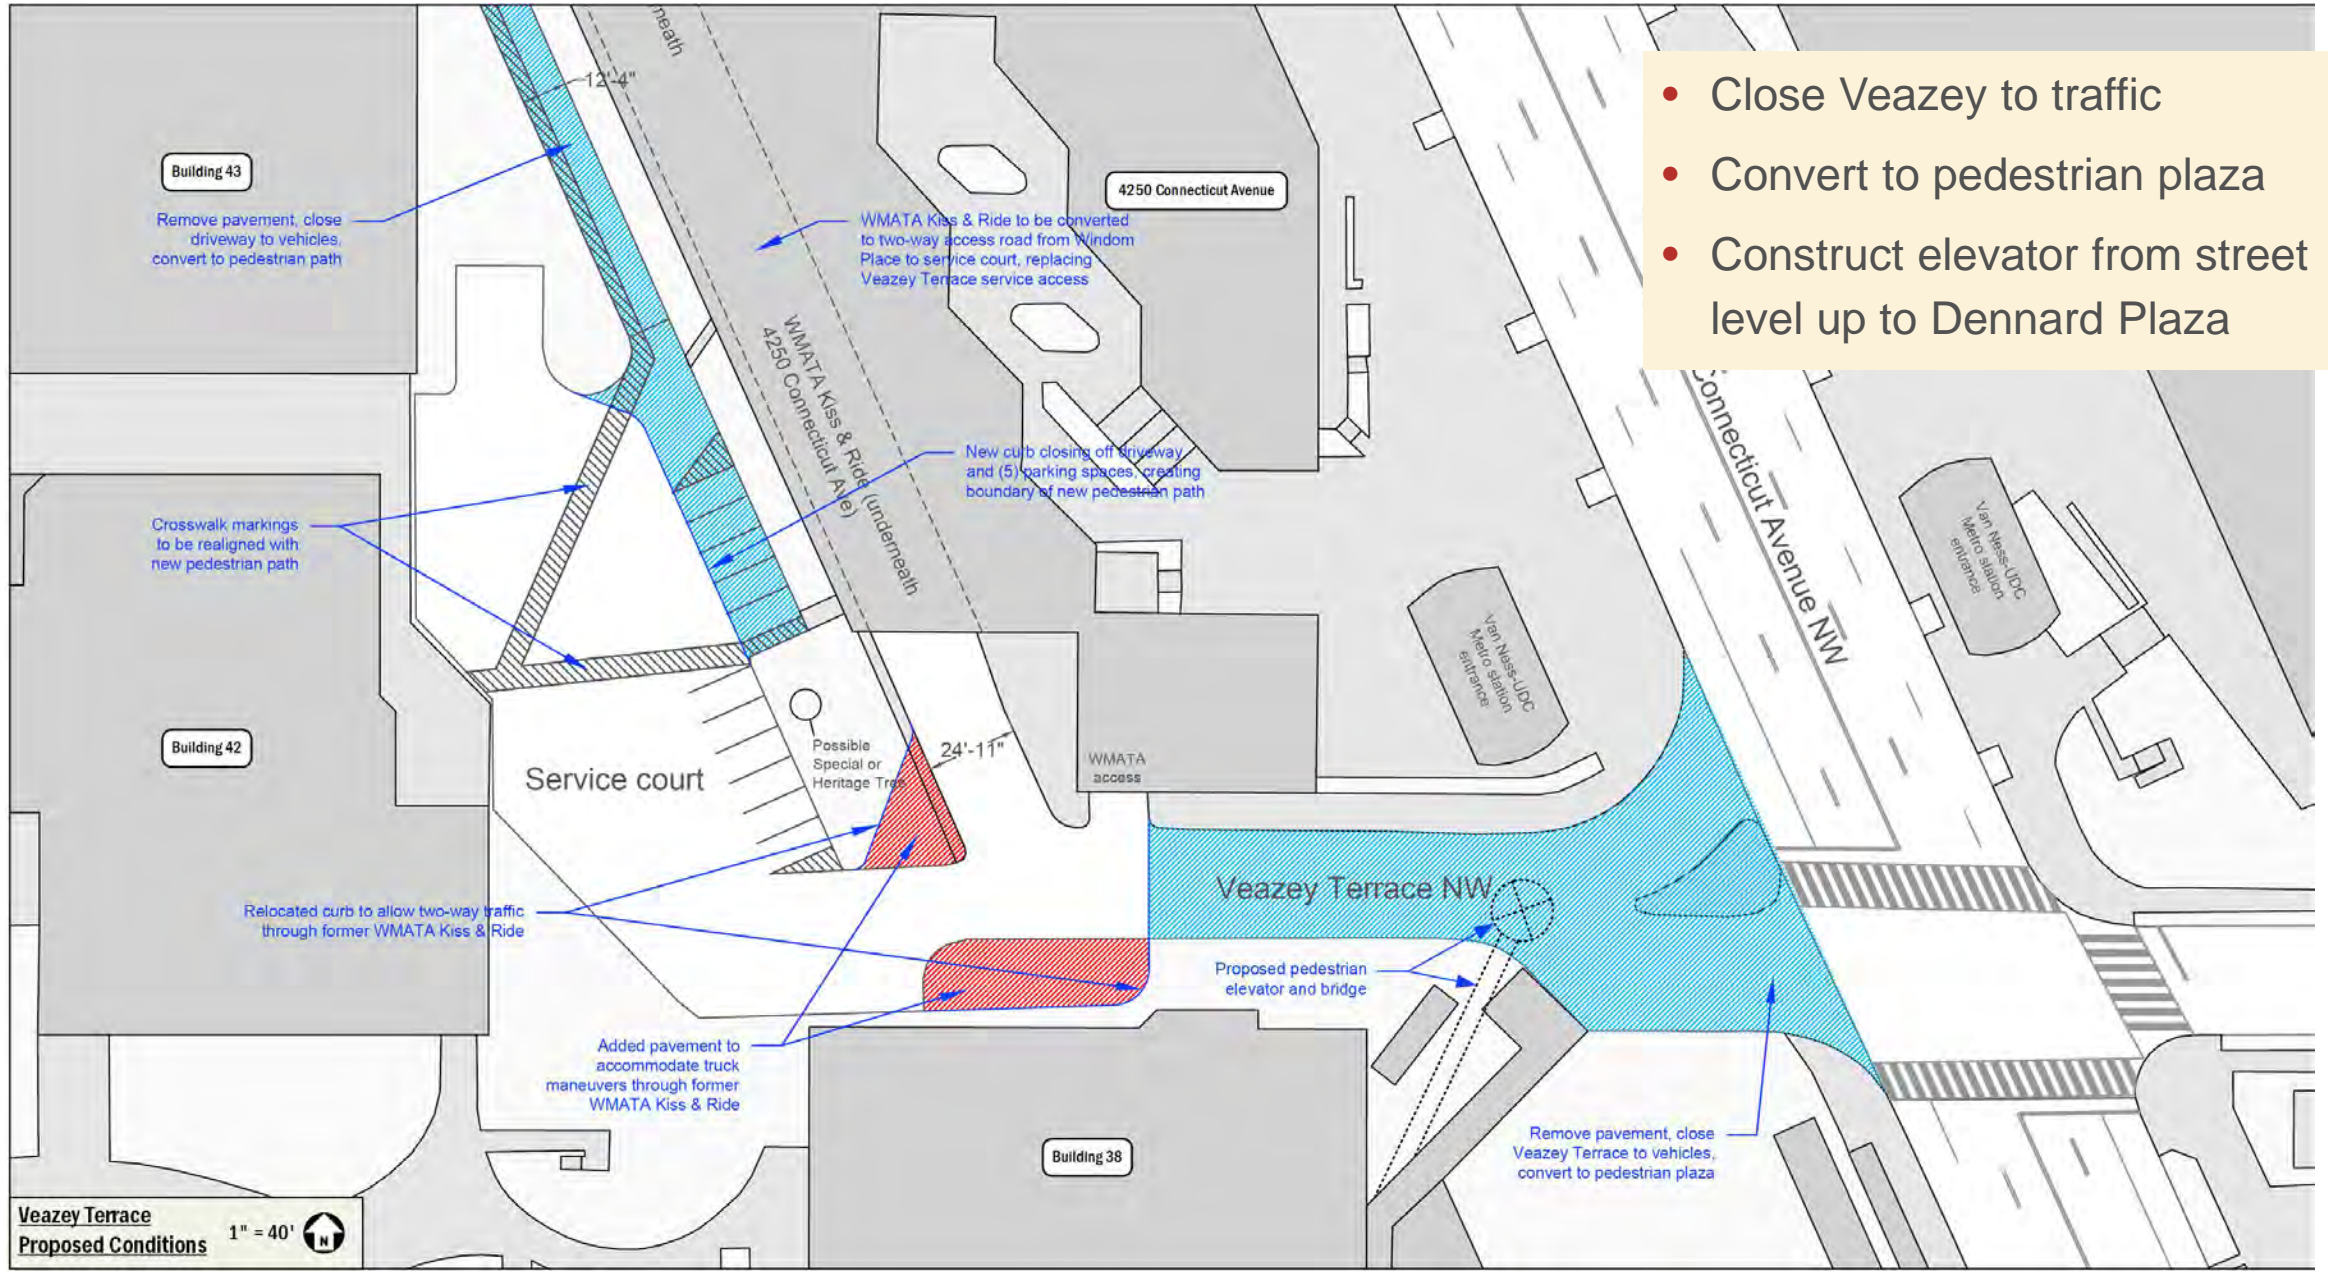 • Close Veazey to traffic
• Convert to pedestrian plaza
• Construct elevator from street
level up to Dennard Plaza
neath
12'-4"
Building 43
Remove pavement, close
driveway to vehicles,
convert to pedestrian path
WMATA Kiss & Ride to be converted
to two-way access road from Windom
Place to service court, replacing
Veazey Terrace service access
4250 Connecticut Avenue
WMATA Kiss & Ride (underneath
4250 Connecticut Ave)
New curb closing off driveway
and (5) parking spaces, creating
boundary of new pedestrian path
Connecticut Avenue NW
Van Ness-UDC
Metro station
entrance
Van Ness-UDC
Metro station
entrance
Crosswalk markings
to be realigned with
new pedestrian path
Building 42
Service court
Possible
Special or
Heritage Tree
24'-11"
WMATA
access
Veazey Terrace NW
Relocated curb to allow two-way traffic
through former WMATA Kiss & Ride
Proposed pedestrian
elevator and bridge
Added pavement to
accommodate truck
maneuvers through former
WMATA Kiss & Ride
Building 38
Remove pavement, close
Veazey Terrace to vehicles,
convert to pedestrian plaza
Veazey Terrace
Proposed Conditions
1" = 40'
N